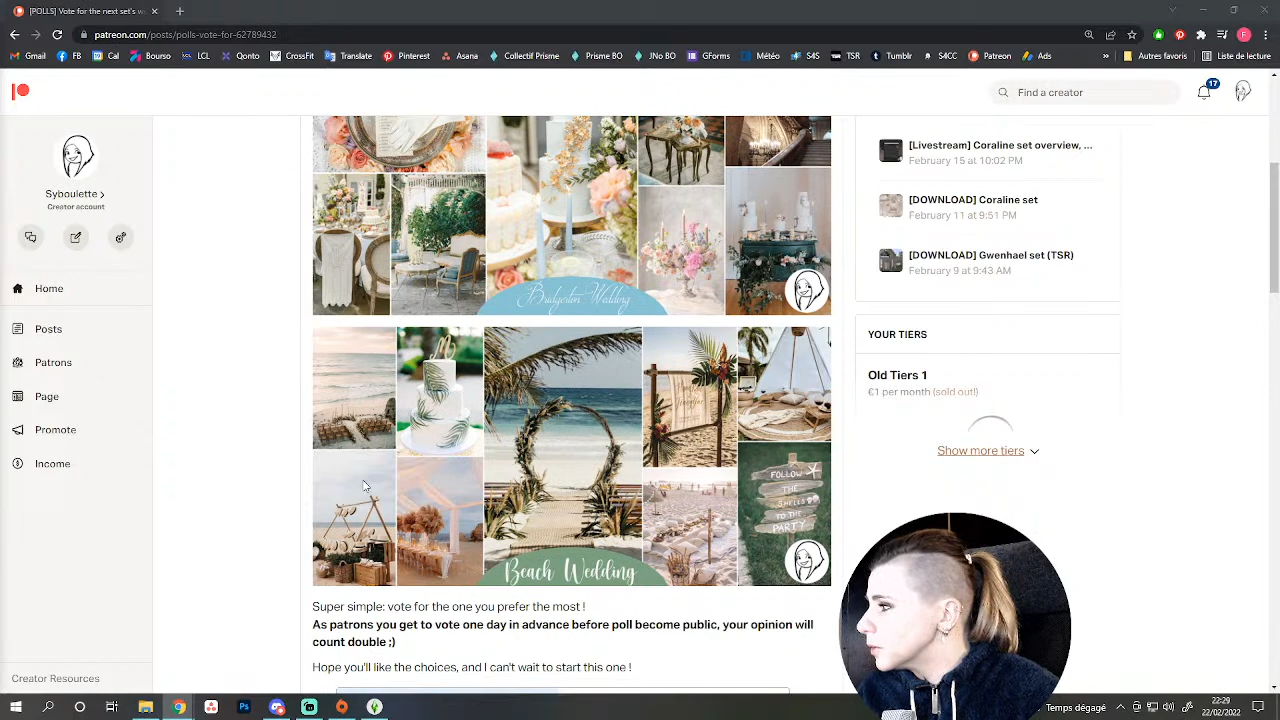 [POLLS] Vote for the next sets w
patreon.com/posts/polls-vote-for-62789432
Gmail FB Cal Bourso LCL Qonto CrossFit Translate Pinterest Asana Collectif Prisme Prisme BO JNO BO GForms Météo S4S TSR tumblr S4CC Patreon Ads » Autres favoris Liste de lecture
Find a creator
17
Syboulette
Creator account
Home
Posts
Patrons
Page
Promote
Income
Creator Resources
Bridgerton Wedding
FOLLOW
THE
SHELLS
TO THE
PARTY
Beach Wedding
Super simple: vote for the one you prefer the most !
As patrons you get to vote one day in advance before poll become public, your opinion will
count double ;)
Hope you'll like the choices, and I can't wait to start this one !
[Livestream] Coraline set overview, ...
February 15 at 10:02 PM
[DOWNLOAD] Coraline set
February 11 at 9:51 PM
[DOWNLOAD] Gwenhael set (TSR)
February 9 at 9:43 AM
YOUR TIERS
Old Tiers 1
€1 per month (sold out!)
Show more tiers
Temps dégagé
22:29
22/02/2022